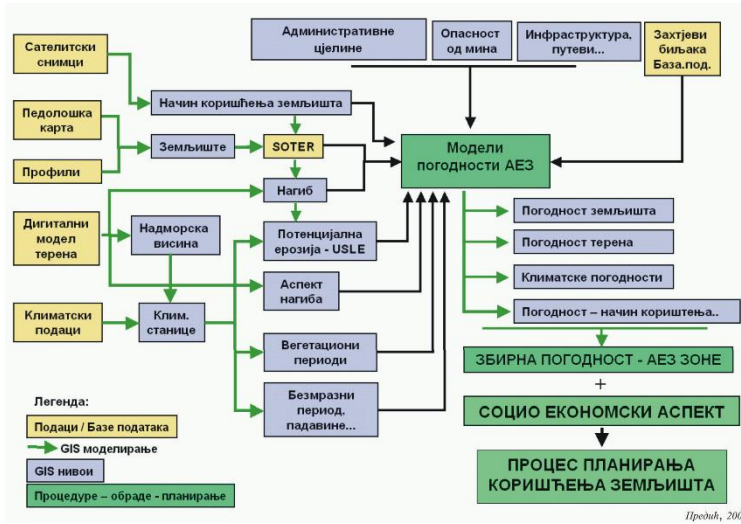 Административне
цјелине
Опасност
од мина
Инфраструктура,
путеви...
Захтјеви
биљака
База.под.
Сателитски
снимци
Начин коришћења земљишта
Педолошка
карта
Земљиште
SOTER
Профили
Модели
погодности АЕЗ
Нагиб
Дигитални
модел
терена
Надморска
висина
Потенцијална
ерозија - USLE
Аспект
нагиба
Климатски
подаци
Клим.
станице
Вегетациони
периоди
Безмразни
период,
падавине...
Погодност земљишта
Погодност терена
Климатске погодности
Погодност – начин кориштења..
ЗБИРНА ПОГОДНОСТ - АЕЗ ЗОНЕ
+
СОЦИО ЕКОНОМСКИ АСПЕКТ
ПРОЦЕС ПЛАНИРАЊА
КОРИШЋЕЊА ЗЕМЉИШТА
Легенда:
Подаци / Базе података
GIS моделирање
GIS нивои
Процедуре – обраде - планирање
Предић, 200